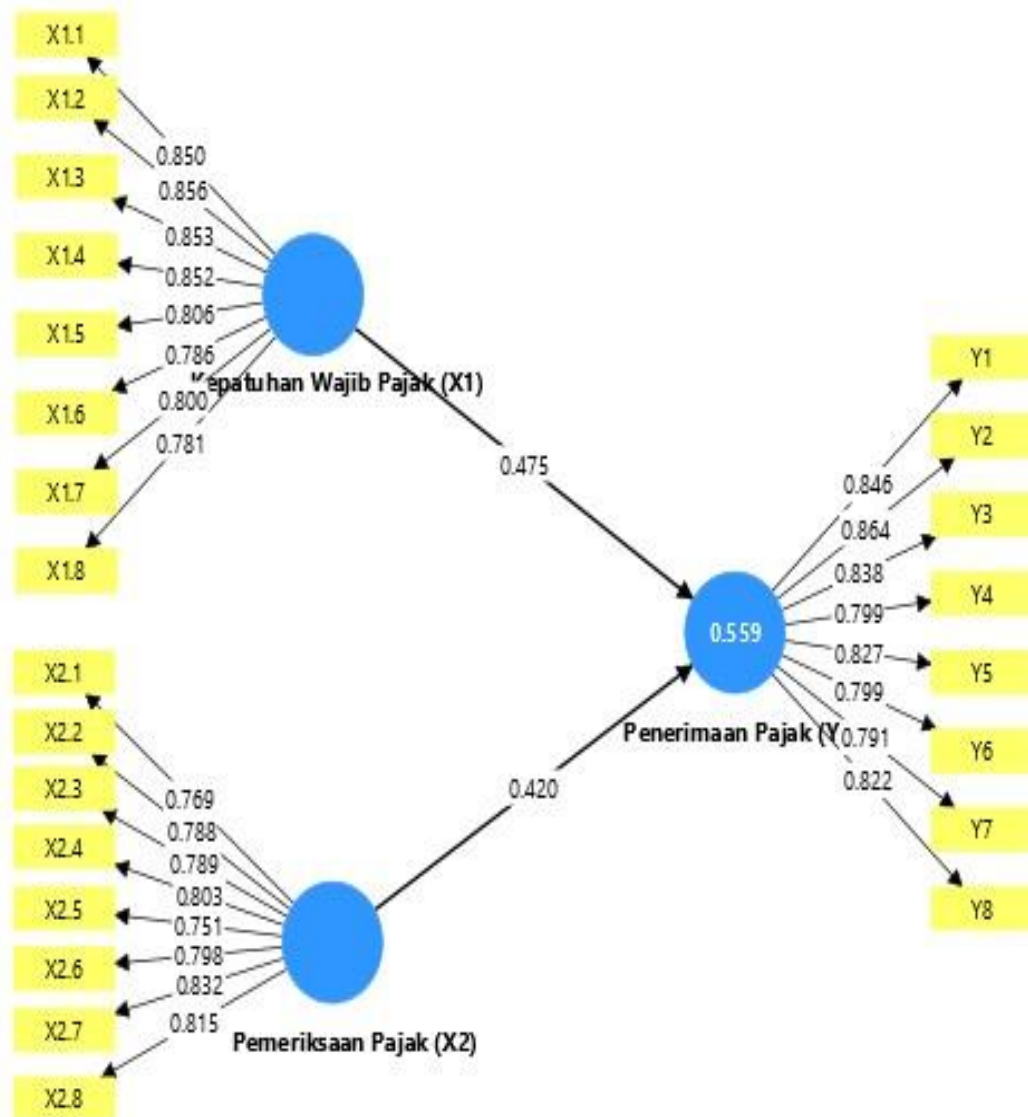 X1.1
X1.2
X1.3
X1.4
X1.5
X1.6
X1.7
X1.8
0.850
0.856
0.853
0.852
0.806
0.786
0.800
0.781
Kepatuhan Wajib Pajak (X1)
0.475
X2.1
X2.2
X2.3
X2.4
X2.5
X2.6
X2.7
X2.8
0.769
0.788
0.789
0.803
0.751
0.798
0.832
0.815
Pemeriksaan Pajak (X2)
0.420
0.559
Penerimaan Pajak (Y
0.846
0.864
0.838
0.799
0.827
0.799
0.791
0.822
Y1
Y2
Y3
Y4
Y5
Y6
Y7
Y8